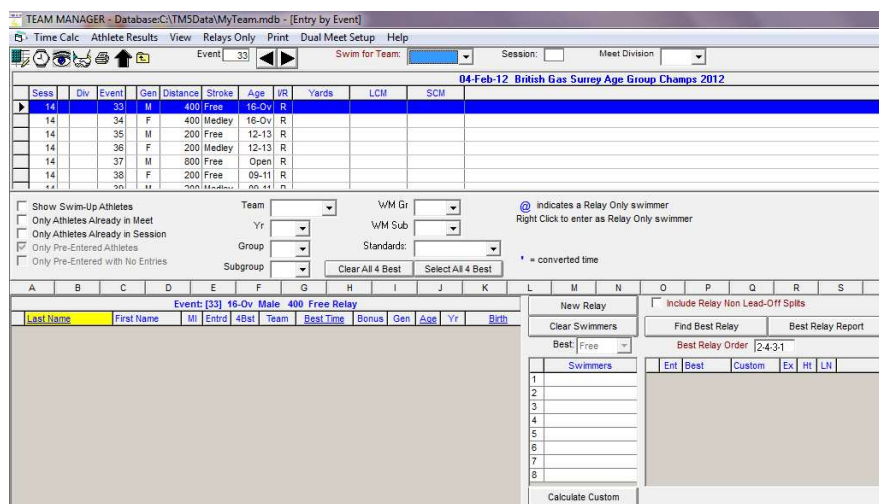 TEAM MANAGER - Database:C:\TM5Data\MyTeam.mdb - [Entry by Event]
Time Calc Athlete Results View Relays Only Print Dual Meet Setup Help
Event 33 Swim for Team: Session: Meet Division
04-Feb-12 British Gas Surrey Age Group Champs 2012
Sess Div Event Gen Distance Stroke Age I/R Yards LCM SCM
14 33 M 400 Free 16-Ov R
14 34 F 400 Medley 16-Ov R
14 35 M 200 Free 12-13 R
14 36 F 200 Medley 12-13 R
14 37 M 800 Free Open R
14 38 F 200 Free 09-11 R
14 39 M 200 Medley 09-11 R
Show Swim-Up Athletes Team WM Gr @ indicates a Relay Only swimmer
Only Athletes Already in Meet Yr WM Sub Right Click to enter as Relay Only swimmer
Only Athletes Already in Session
Only Pre-Entered Athletes Group Standards: * = converted time
Only Pre-Entered with No Entries Subgroup Clear All 4 Best Select All 4 Best
A B C D E F G H I J K L M N O P Q R S
Event: [33] 16-Ov Male 400 Free Relay New Relay Include Relay Non Lead-Off Splits
Last Name First Name MI Entrd 4Bst Team Best Time Bonus Gen Age Yr Birth
Clear Swimmers Find Best Relay Best Relay Report
Best: Free Best Relay Order 2-4-3-1
Swimmers Ent Best Custom Ex Ht LN
1
2
3
4
5
6
7
8
Calculate Custom